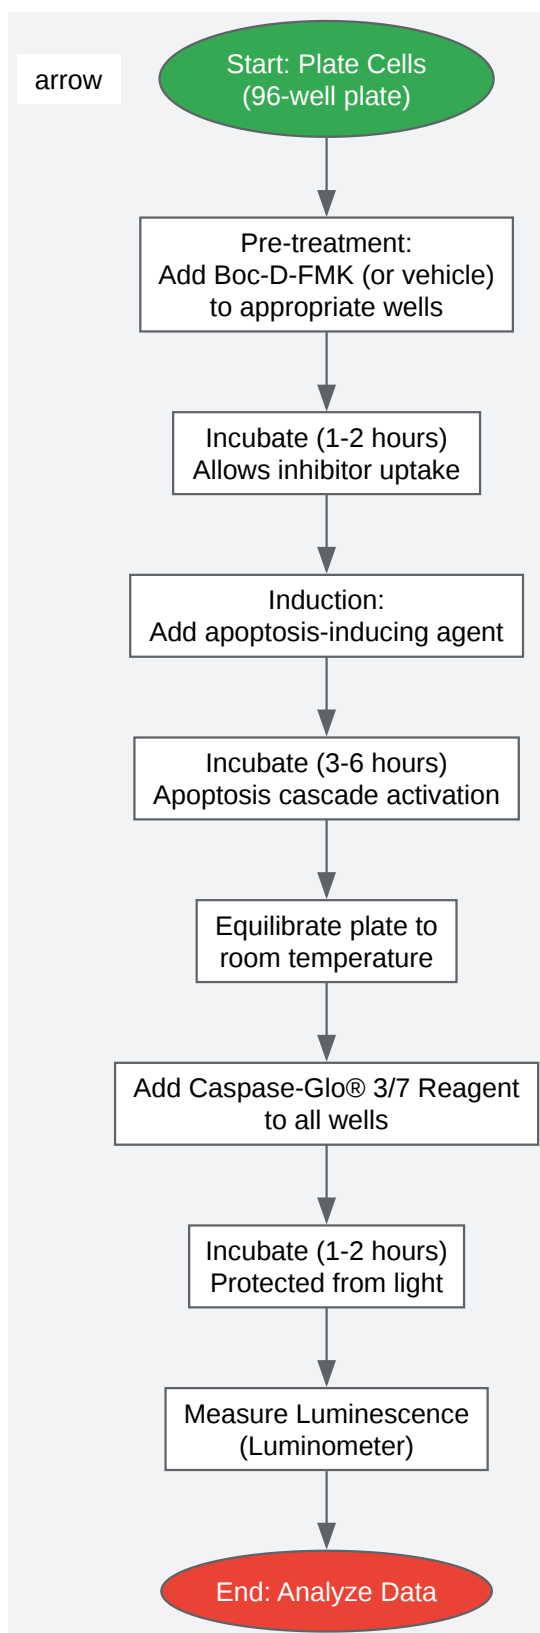 arrow
Start: Plate Cells
(96-well plate)
Pre-treatment:
Add Boc-D-FMK (or vehicle)
to appropriate wells
Incubate (1-2 hours)
Allows inhibitor uptake
Induction:
Add apoptosis-inducing agent
Incubate (3-6 hours)
Apoptosis cascade activation
Equilibrate plate to
room temperature
Add Caspase-Glo® 3/7 Reagent
to all wells
Incubate (1-2 hours)
Protected from light
Measure Luminescence
(Luminometer)
End: Analyze Data